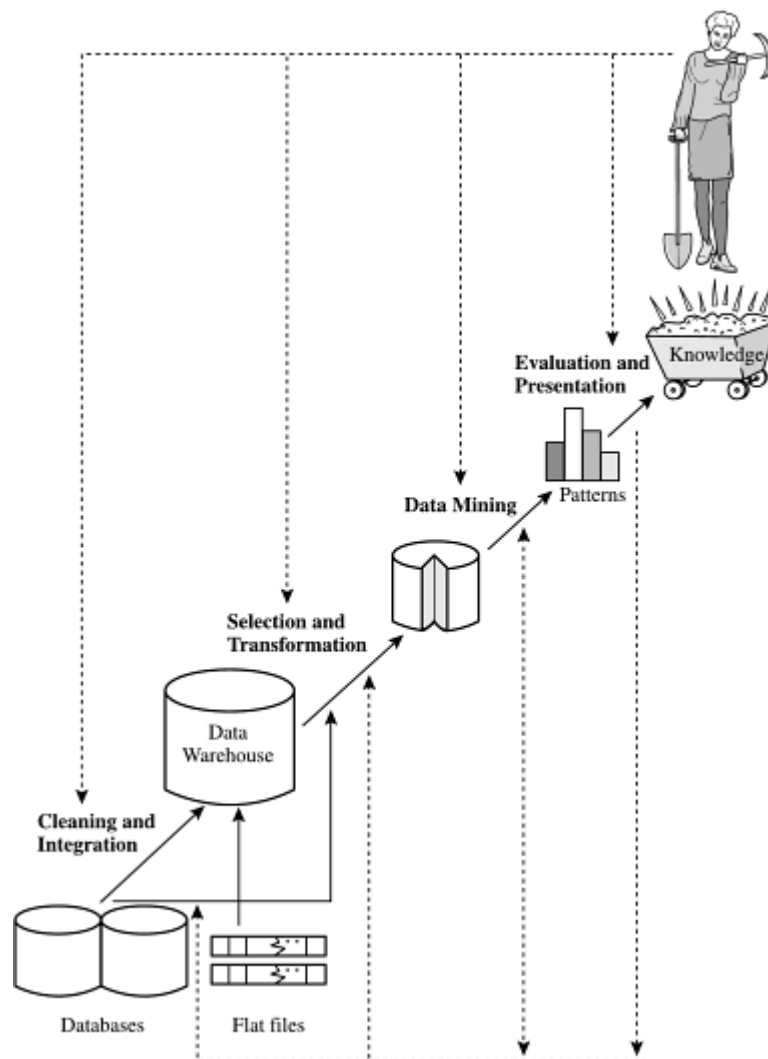 Knowledge
Evaluation and
Presentation
Patterns
Data Mining
Selection and
Transformation
Data
Warehouse
Cleaning and
Integration
Databases
Flat files